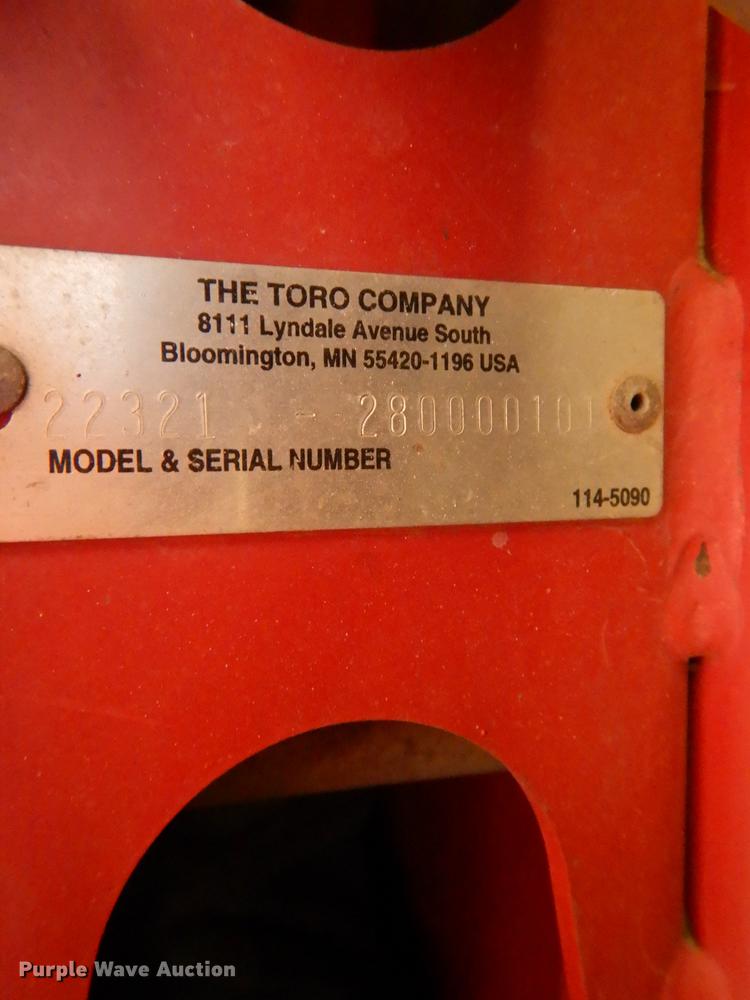 THE TORO COMPANY
8111 Lyndale Avenue South
Bloomington, MN 55420-1196 USA
22321 - 280000101
MODEL & SERIAL NUMBER
114-5090
Purple Wave Auction